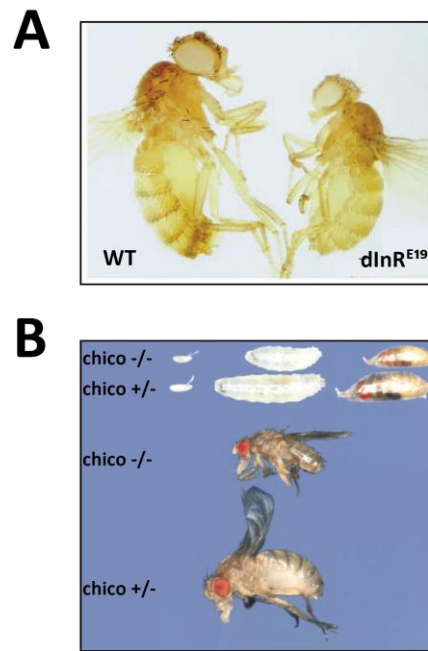 A
WT
dInR^E19
B
chico -/-
chico +/-
chico -/-
chico +/-